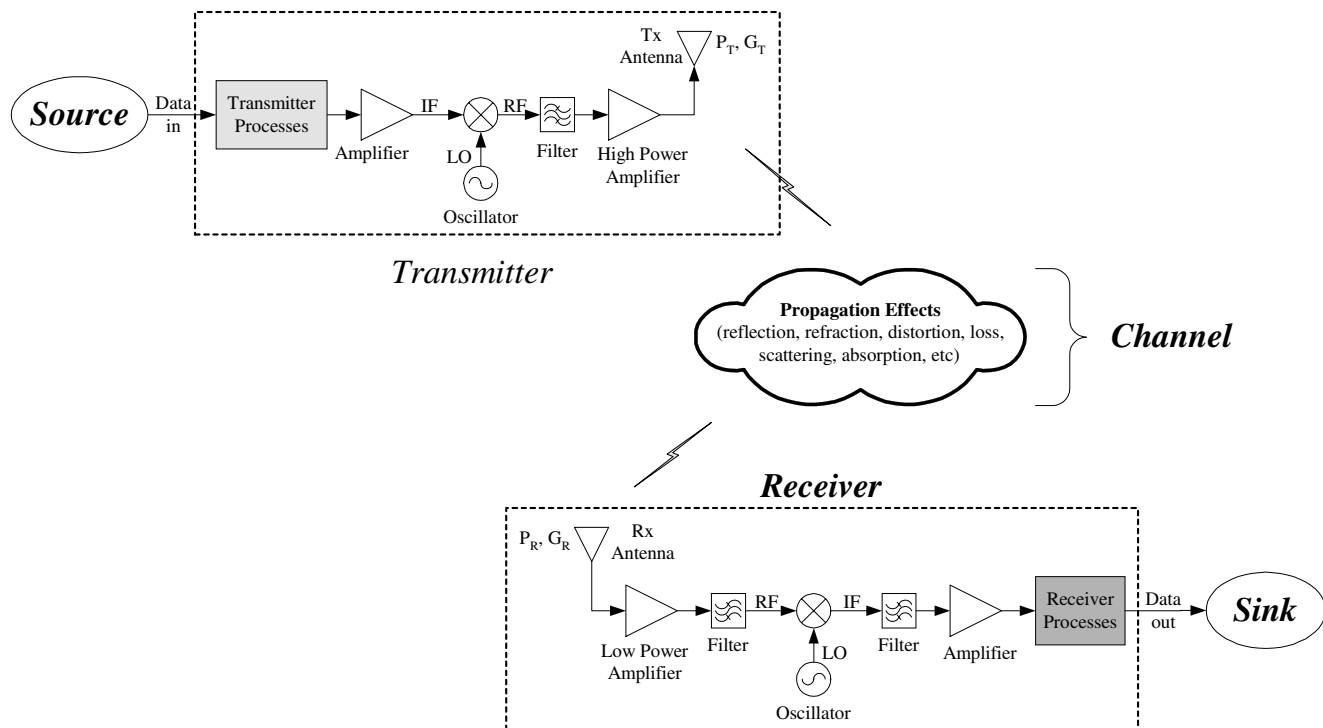 Source
Data
in
Transmitter
Processes
Amplifier
IF
LO
Oscillator
RF
Filter
High Power
Amplifier
Tx
Antenna
P_T, G_T
Transmitter
Propagation Effects
(reflection, refraction, distortion, loss,
scattering, absorption, etc)
Channel
Receiver
P_R, G_R
Rx
Antenna
Low Power
Amplifier
Filter
RF
LO
Oscillator
IF
Filter
Amplifier
Receiver
Processes
Data
out
Sink